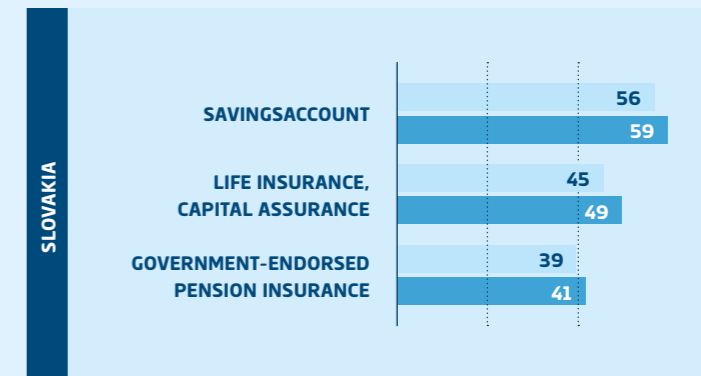 SLOVAKIA
SAVINGSACCOUNT
56
59
LIFE INSURANCE,
CAPITAL ASSURANCE
45
49
GOVERNMENT-ENDORSED
PENSION INSURANCE
39
41